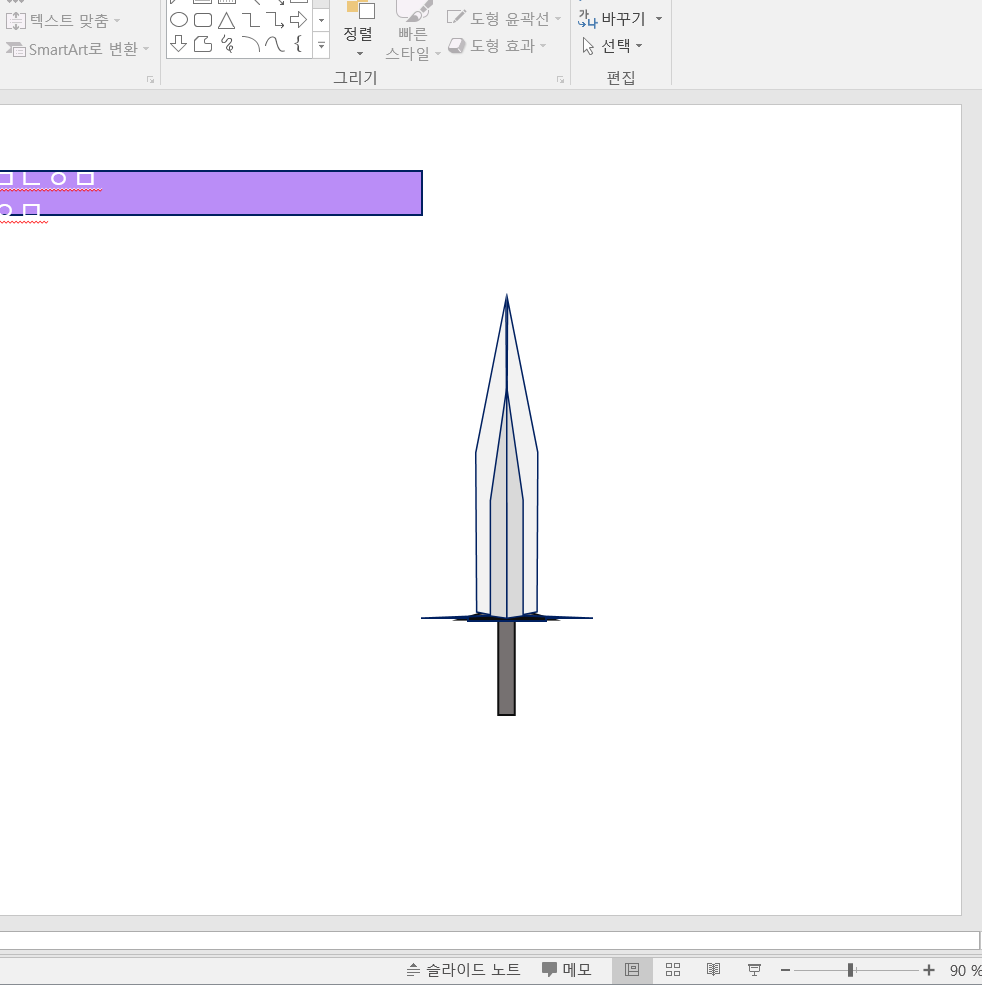 텍스트 맞춤
SmartArt로 변환
정렬
빠른
스타일
도형 윤곽선
도형 효과
가
나
바꾸기
선택
그리기
편집
ㅁㄴㅇㅁ
ㅇㅁ
슬라이드 노트
메모
90 %